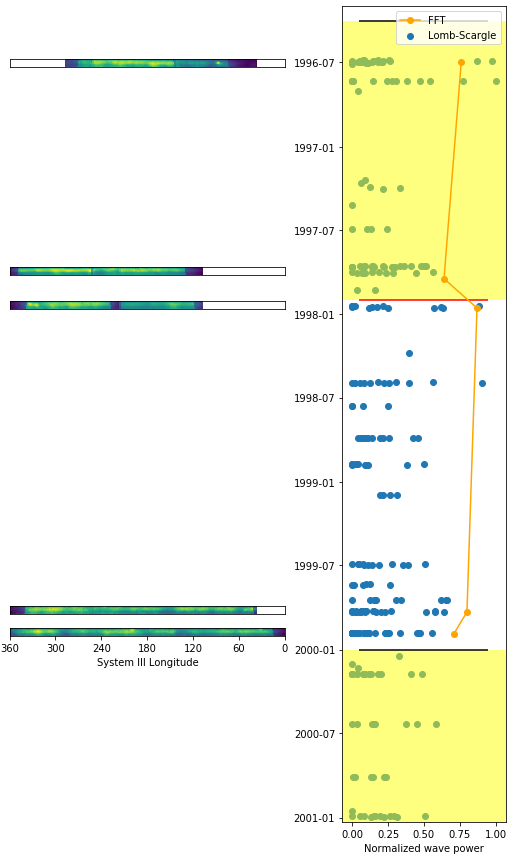 FFT
Lomb-Scargle
1996-07
1997-01
1997-07
1998-01
1998-07
1999-01
1999-07
2000-01
2000-07
2001-01
360 300 240 180 120 60 0
System III Longitude
0.00 0.25 0.50 0.75 1.00
Normalized wave power